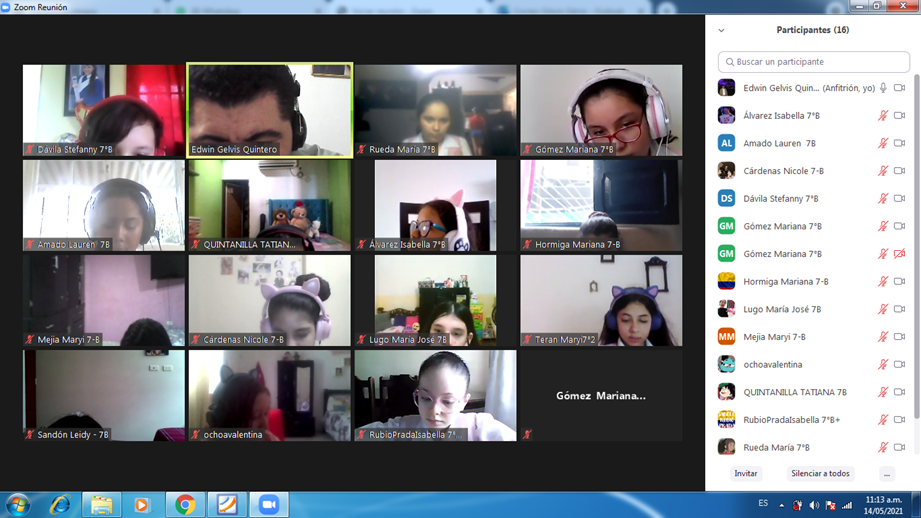 Zoom Reunión
Dávila Stefanny 7°B
Edwin Gelvis Quintero
Rueda María 7°B
Gómez Mariana 7°B
Amado Lauren 7B
QUINTANILLA TATIAN...
Álvarez Isabella 7°B
Hormiga Mariana 7-B
Mejia Maryi 7-B
Cárdenas Nicole 7-B
Lugo María José 7B
Teran Maryi7°2
Sandón Leidy - 7B
ochoavalentina
RubioPradaIsabella 7°...
Gómez Mariana...
Participantes (16)
Buscar un participante
Edwin Gelvis Quin... (Anfitrión, yo)
Álvarez Isabella 7°B
AL Amado Lauren 7B
Cárdenas Nicole 7-B
DS Dávila Stefanny 7°B
GM Gómez Mariana 7°B
GM Gómez Mariana 7°B
Hormiga Mariana 7-B
Lugo María José 7B
MM Mejia Maryi 7-B
ochoavalentina
QUINTANILLA TATIANA 7B
RubioPradaIsabella 7°B+
Rueda María 7°B
Invitar
Silenciar a todos
...
ES
11:13 a.m.
14/05/2021